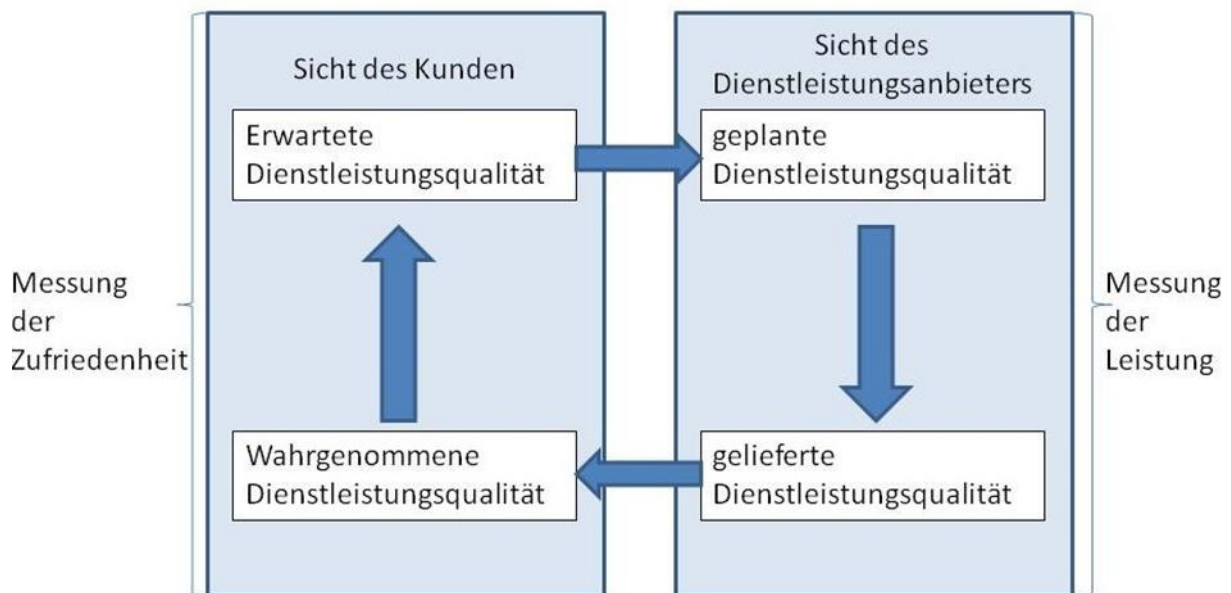 Sicht des Kunden
Erwartete
Dienstleistungsqualität
Wahrgenommene
Dienstleistungsqualität
Sicht des
Dienstleistungsanbieters
geplante
Dienstleistungsqualität
gelieferte
Dienstleistungsqualität
Messung
der
Zufriedenheit
Messung
der
Leistung